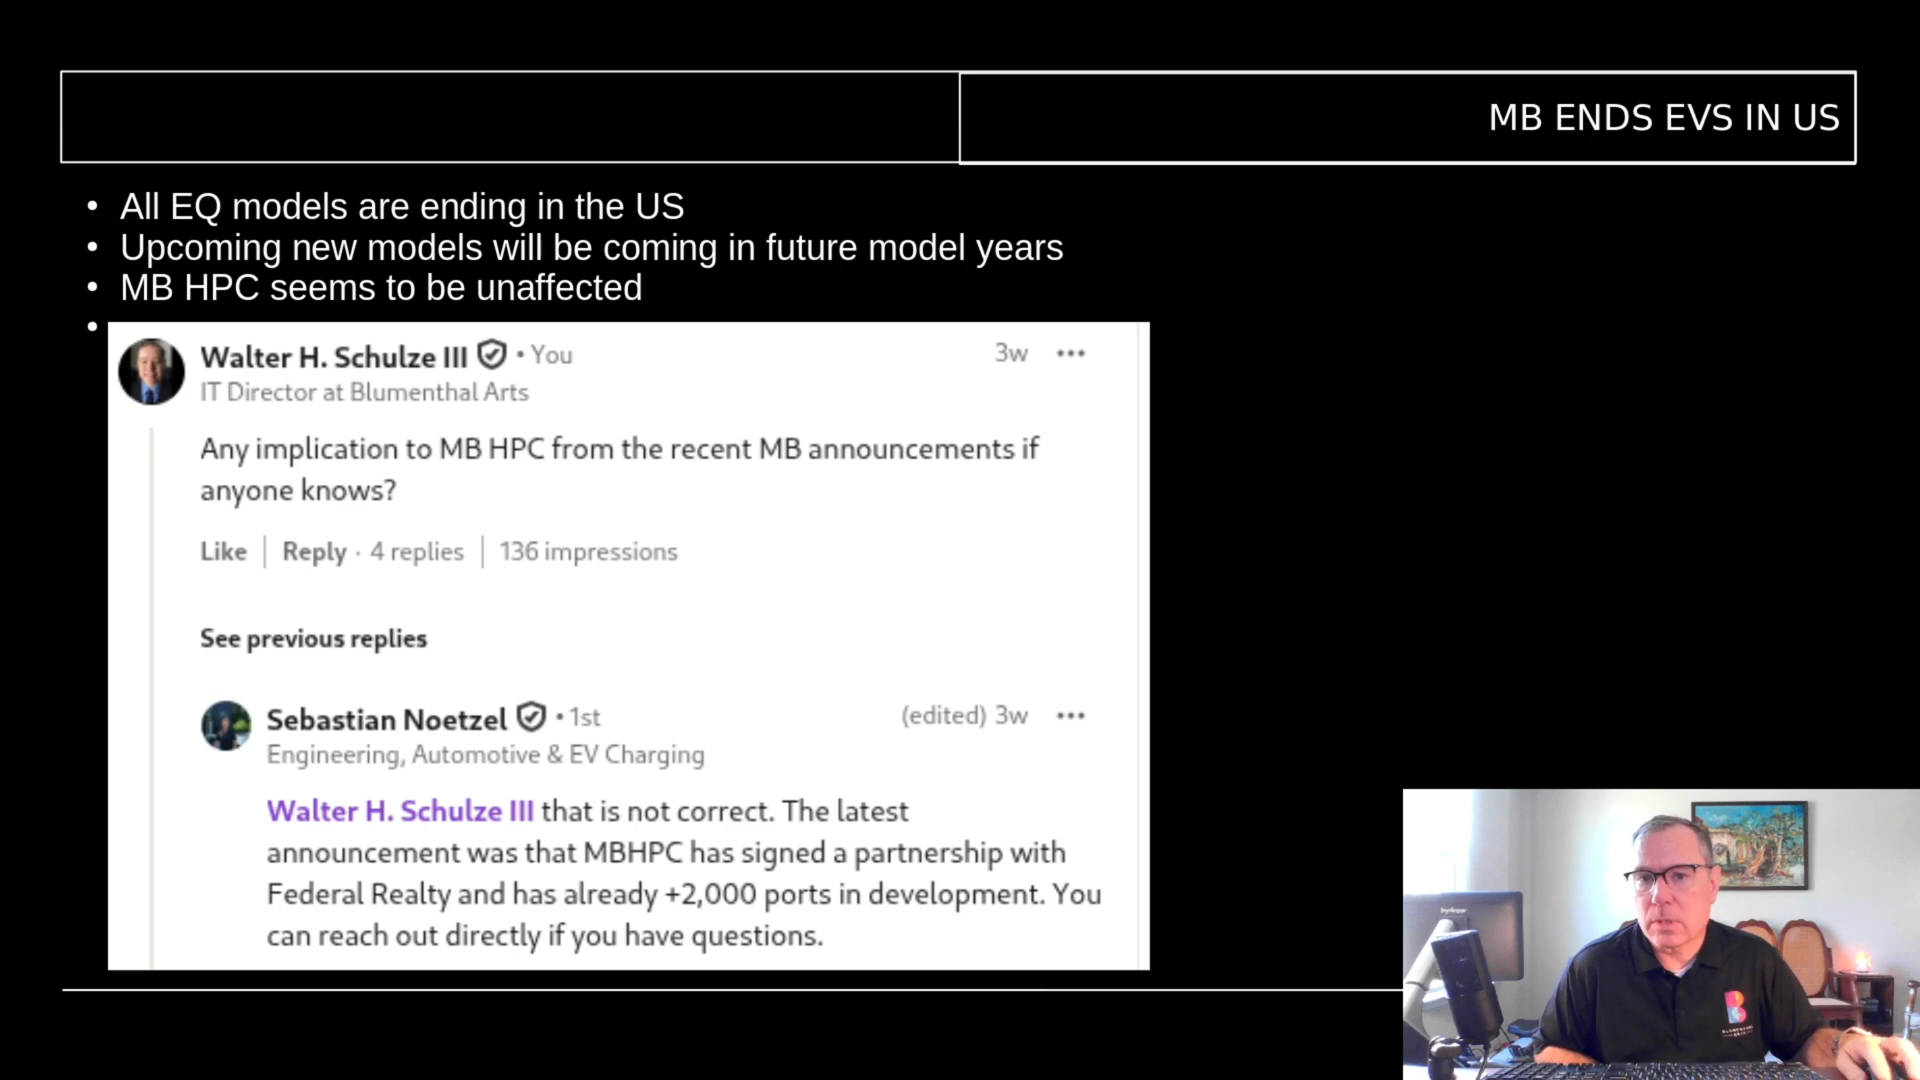 MB ENDS EVS IN US
• All EQ models are ending in the US
• Upcoming new models will be coming in future model years
• MB HPC seems to be unaffected
•
Walter H. Schulze III • You
3w •••
IT Director at Blumenthal Arts
Any implication to MB HPC from the recent MB announcements if
anyone knows?
Like | Reply · 4 replies | 136 impressions
See previous replies
Sebastian Noetzel • 1st
(edited) 3w •••
Engineering, Automotive & EV Charging
Walter H. Schulze III that is not correct. The latest
announcement was that MBHPC has signed a partnership with
Federal Realty and has already +2,000 ports in development. You
can reach out directly if you have questions.